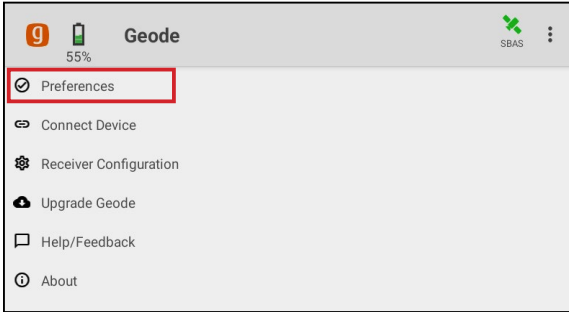 g
55%
Geode
SBAS
Preferences
Connect Device
Receiver Configuration
Upgrade Geode
Help/Feedback
About